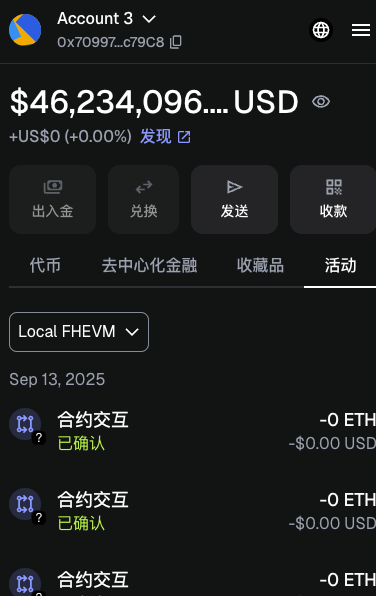 Account 3
0x70997...c79C8
$46,234,096.... USD
+US$0 (+0.00%) 发现
出入金 兑换 发送 收款
代币 去中心化金融 收藏品 活动
Local FHEVM
Sep 13, 2025
合约交互 -0 ETH
?
已确认 -$0.00 USD
合约交互 -0 ETH
?
已确认 -$0.00 USD
合约交互 -0 ETH